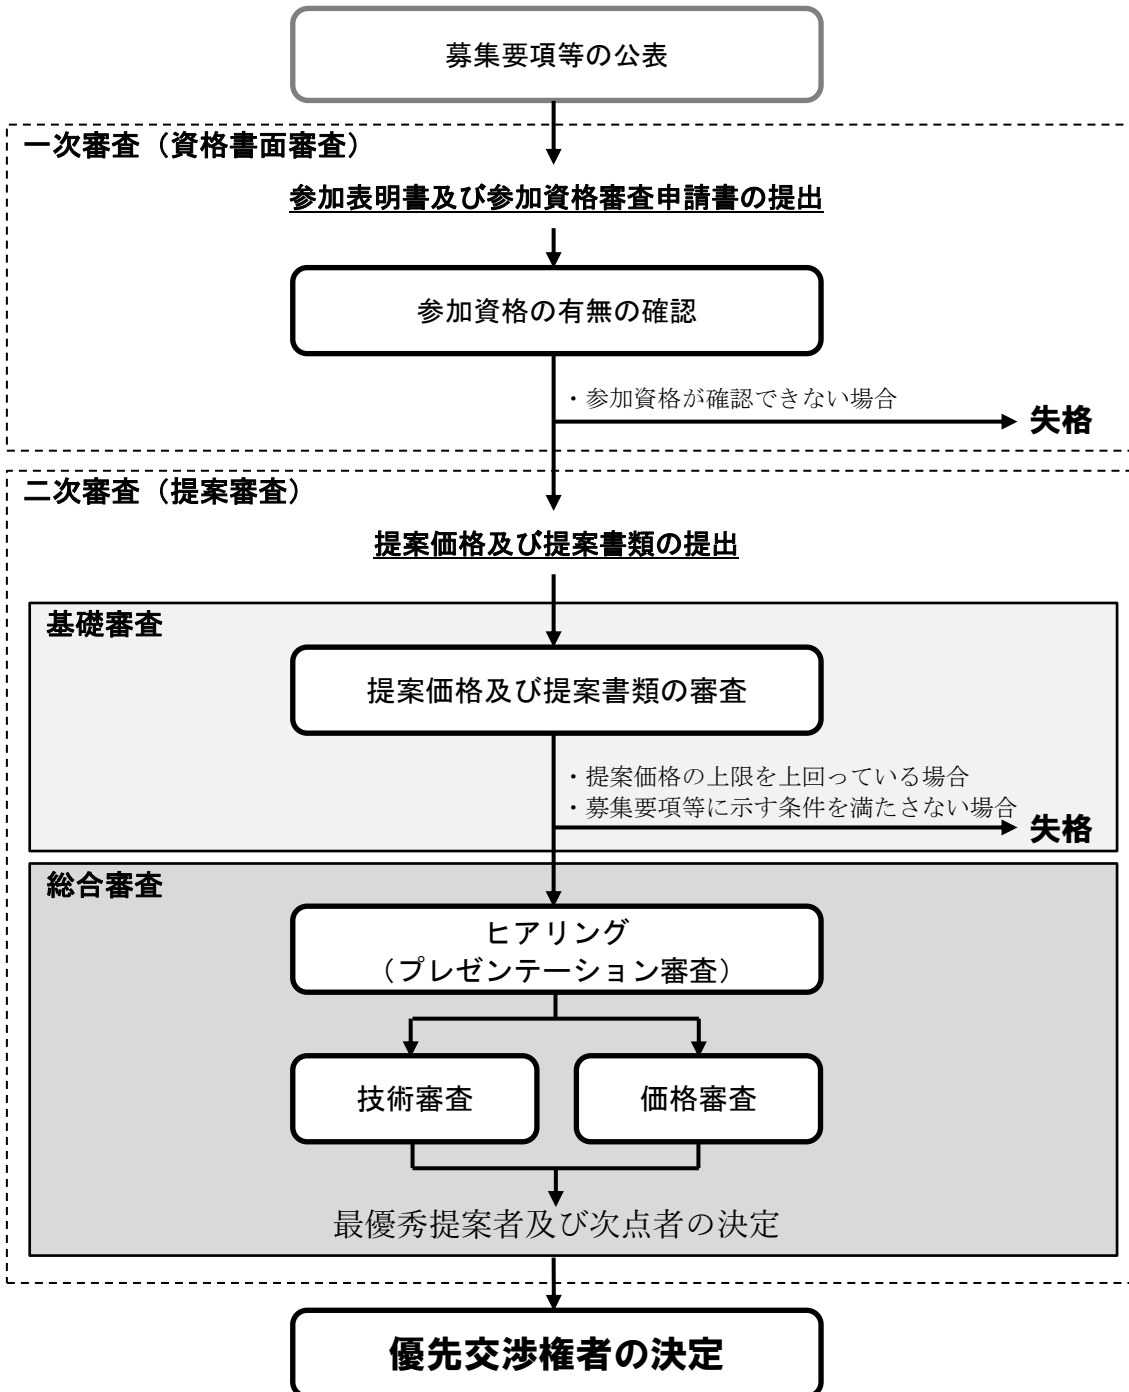 募集要項等の公表
一次審査（資格書面審査）
参加表明書及び参加資格審査申請書の提出
参加資格の有無の確認
・参加資格が確認できない場合
失格
二次審査（提案審査）
提案価格及び提案書類の提出
基礎審査
提案価格及び提案書類の審査
・提案価格の上限を上回っている場合
・募集要項等に示す条件を満たさない場合
失格
総合審査
ヒアリング
（プレゼンテーション審査）
技術審査
価格審査
最優秀提案者及び次点者の決定
優先交渉権者の決定